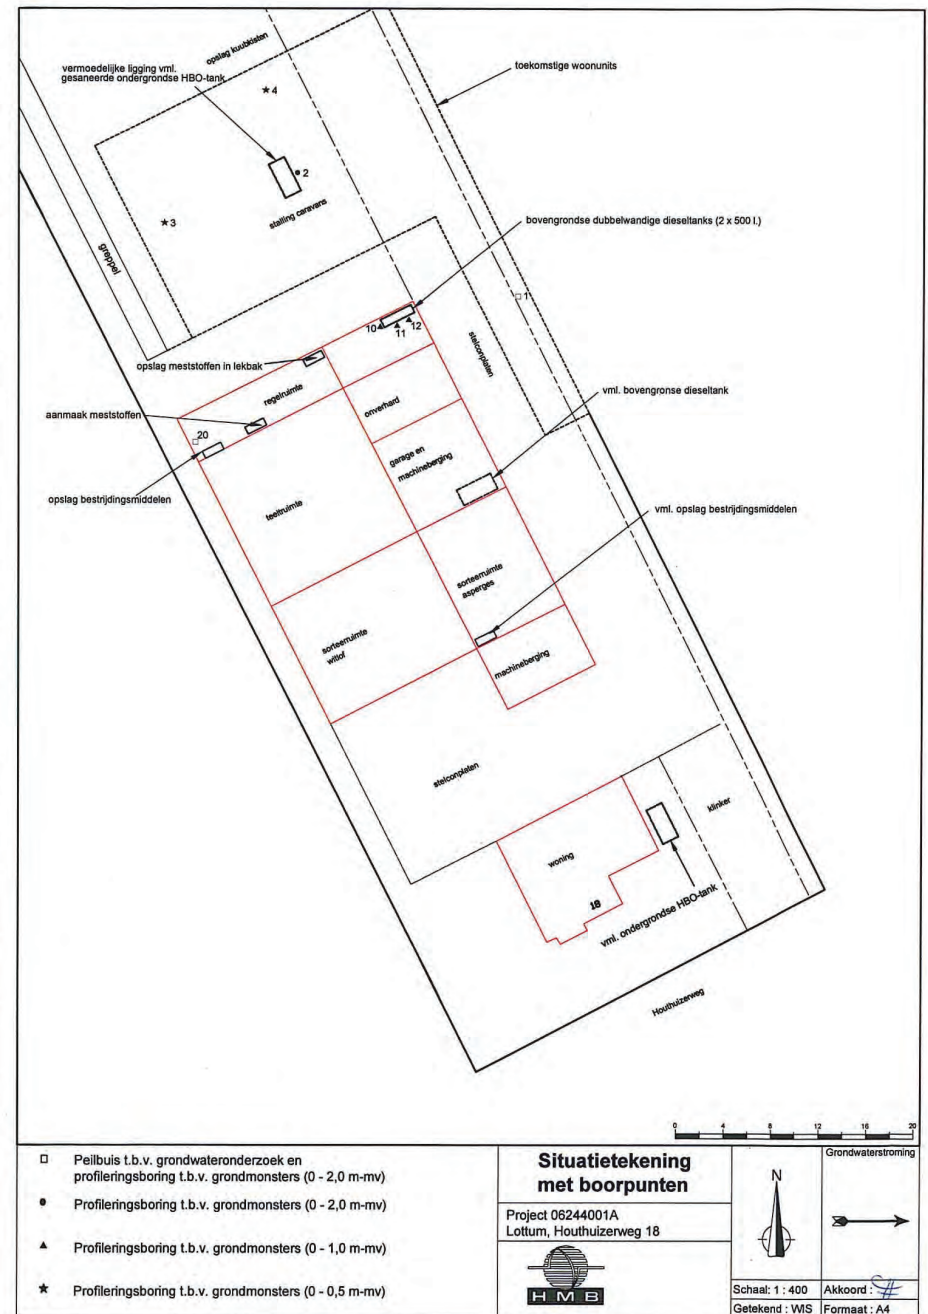 opslag kuubkisten
vermoedelijke ligging vml.
gesaneerde ondergrondse HBO-tank
toekomstige woonunits
4
2
stalling caravans
3
greppel
bovengrondse dubbelwandige dieseltanks (2 x 500 l.)
1
10
11
12
stelconplaten
opslag meststoffen in lekbak
regelruimte
vml. bovengronse dieseltank
onverhard
aanmaak meststoffen
20
garage en
machineberging
opslag bestrijdingsmiddelen
teeltruimte
vml. opslag bestrijdingsmiddelen
sorteerruimte
asperges
sorteerruimte
witlof
machineberging
stelconplaten
klinker
woning
18
vml. ondergrondse HBO-tank
Houthuizerweg
0 4 8 12 16 20
Peilbuis t.b.v. grondwateronderzoek en
profileringsboring t.b.v. grondmonsters (0 - 2,0 m-mv)
Profileringsboring t.b.v. grondmonsters (0 - 2,0 m-mv)
Profileringsboring t.b.v. grondmonsters (0 - 1,0 m-mv)
Profileringsboring t.b.v. grondmonsters (0 - 0,5 m-mv)
Situatietekening
met boorpunten
Project 06244001A
Lottum, Houthuizerweg 18
HMB
N
Grondwaterstroming
Schaal: 1 : 400
Akkoord :
Getekend : WIS
Formaat : A4